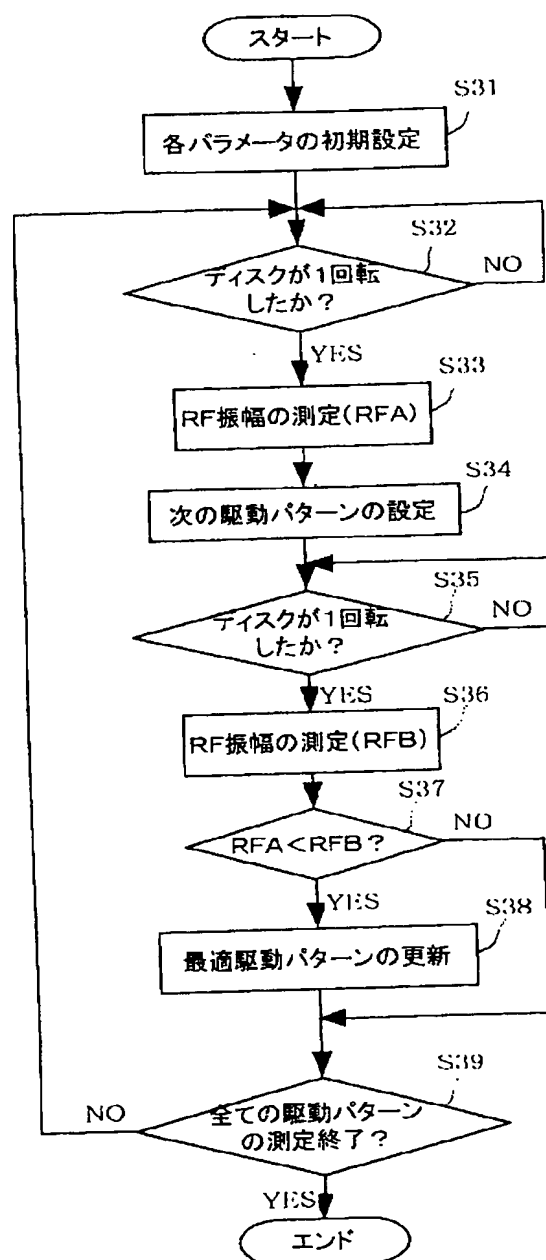 スタート
S31
各パラメータの初期設定
S32
ディスクが1回転
したか?
NO
YES
S33
RF振幅の測定(RFA)
S34
次の駆動パターンの設定
S35
ディスクが1回転
したか?
NO
YES
S36
RF振幅の測定(RFB)
S37
RFA<RFB?
NO
YES
S38
最適駆動パターンの更新
S39
全ての駆動パターン
の測定終了?
NO
YES
エンド